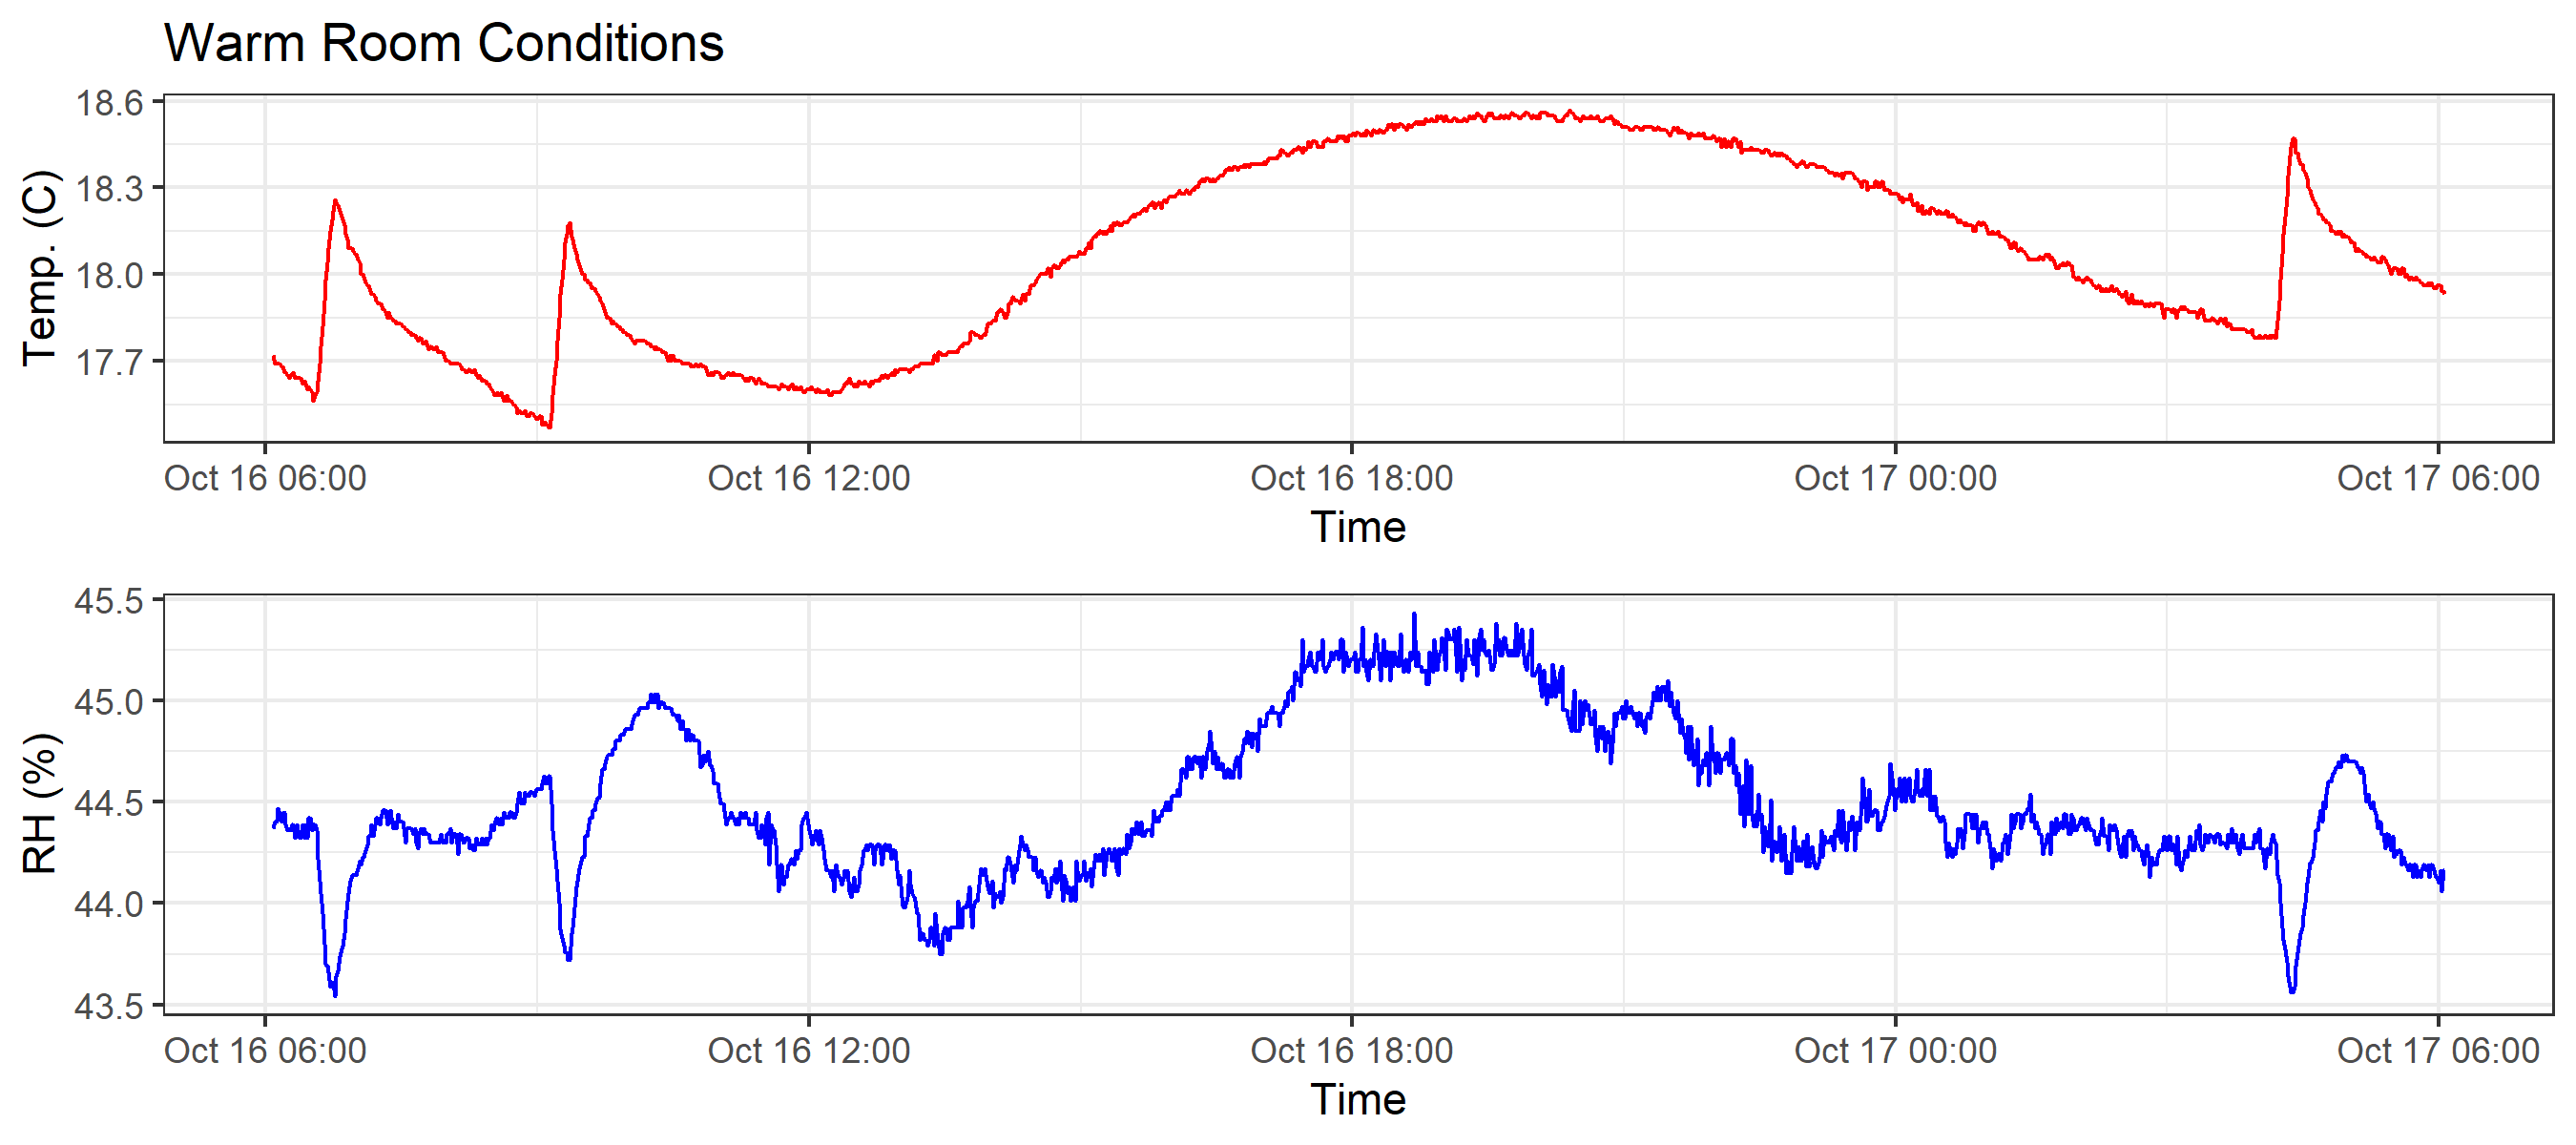 Warm Room Conditions
18.6
18.3
18.0
17.7
Temp. (C)
Oct 16 06:00 Oct 16 12:00 Oct 16 18:00 Oct 17 00:00 Oct 17 06:00
Time
45.5
45.0
44.5
44.0
43.5
RH (%)
Oct 16 06:00 Oct 16 12:00 Oct 16 18:00 Oct 17 00:00 Oct 17 06:00
Time